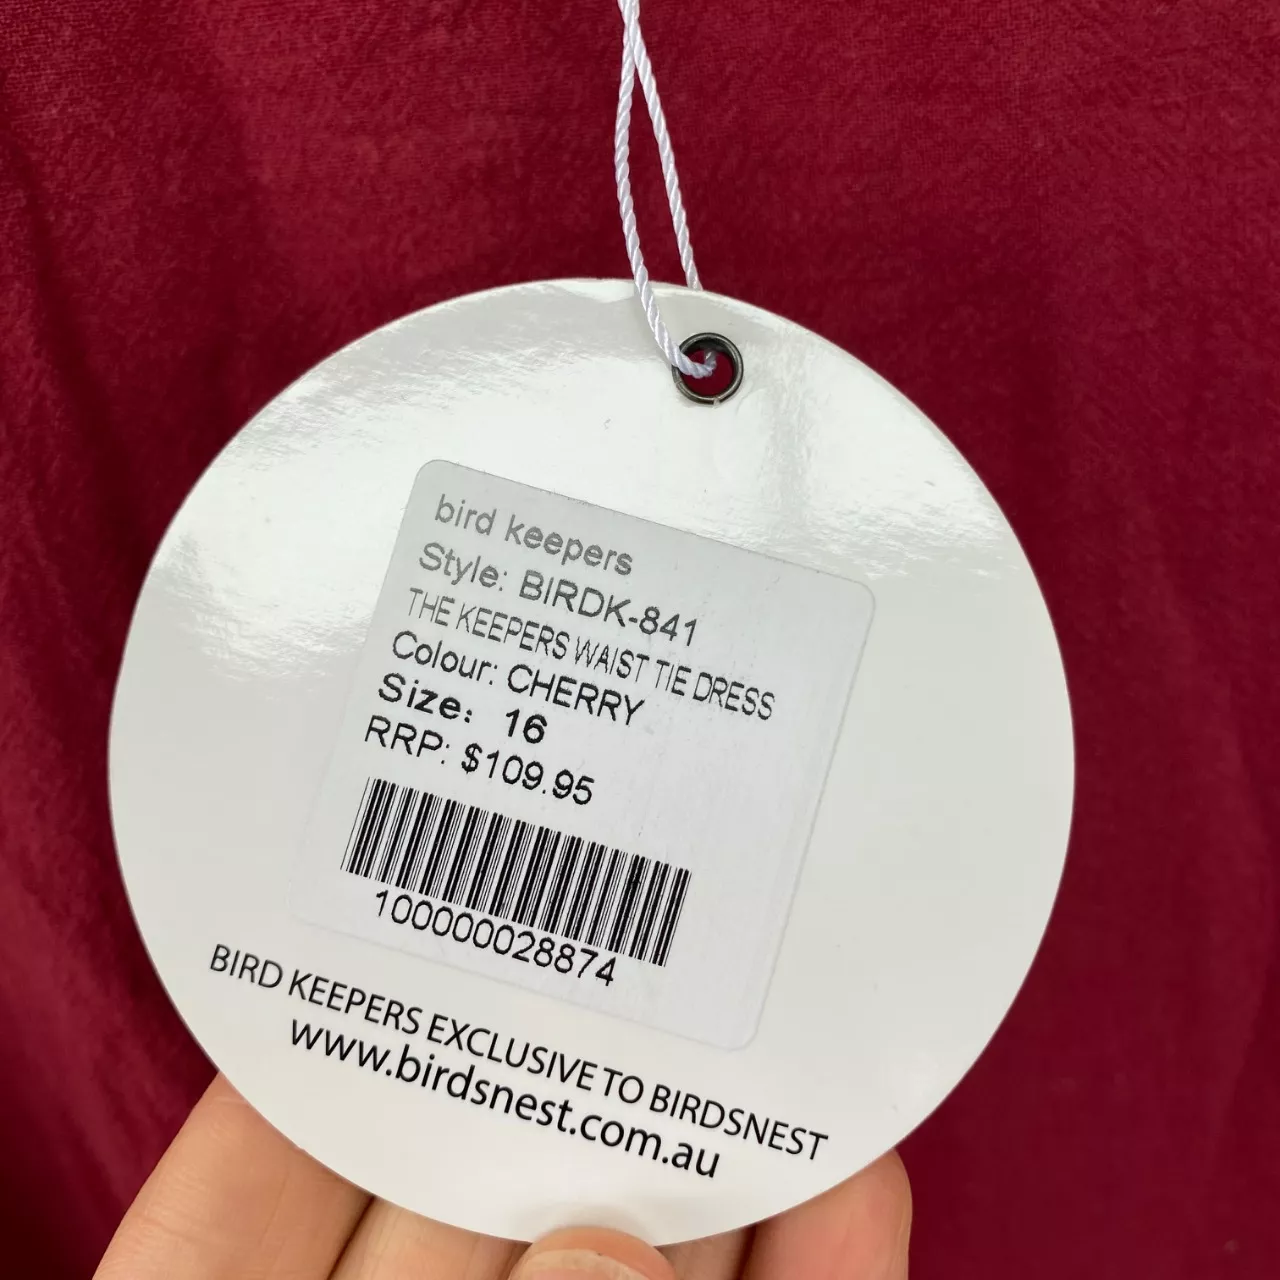 bird keepers
Style: BIRDK-841
THE KEEPERS WAIST TIE DRESS
Colour: CHERRY
Size: 16
RRP: $109.95
100000028874
BIRD KEEPERS EXCLUSIVE TO BIRDSNEST
www.birdsnest.com.au